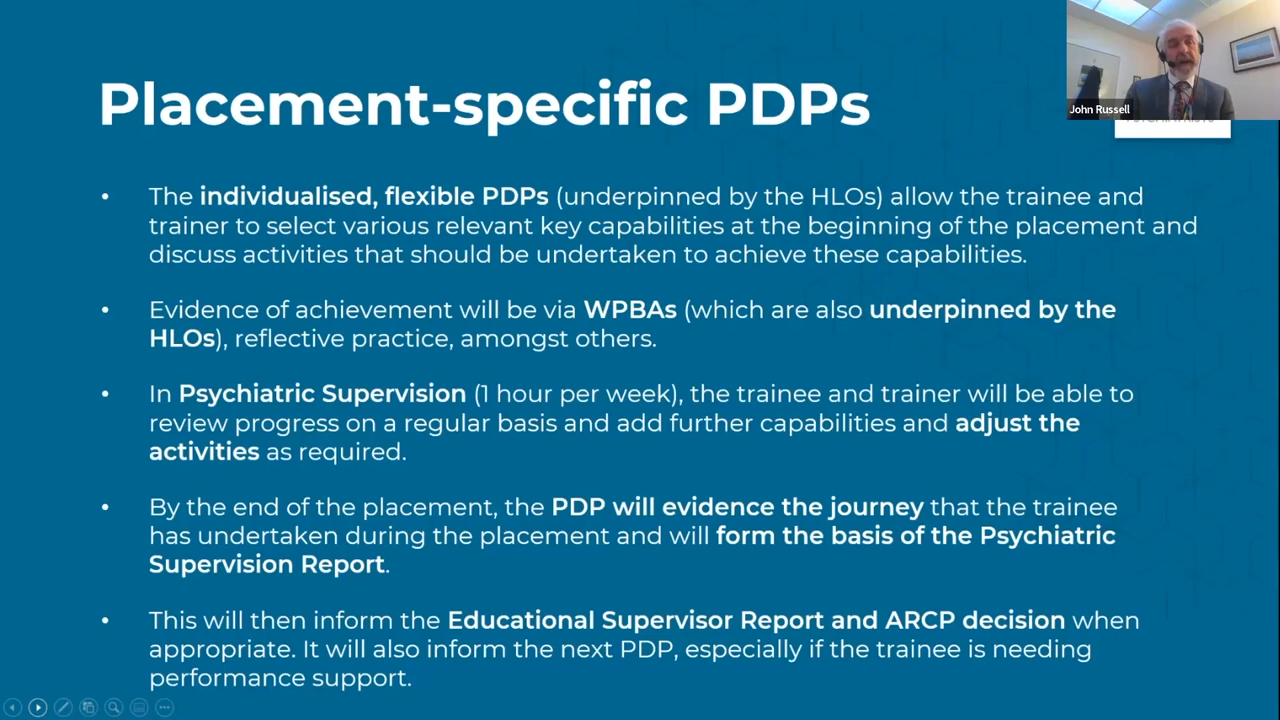 Placement-specific PDPs
John Russell
• The individualised, flexible PDPs (underpinned by the HLOs) allow the trainee and
trainer to select various relevant key capabilities at the beginning of the placement and
discuss activities that should be undertaken to achieve these capabilities.
• Evidence of achievement will be via WPBAs (which are also underpinned by the
HLOs), reflective practice, amongst others.
• In Psychiatric Supervision (1 hour per week), the trainee and trainer will be able to
review progress on a regular basis and add further capabilities and adjust the
activities as required.
• By the end of the placement, the PDP will evidence the journey that the trainee
has undertaken during the placement and will form the basis of the Psychiatric
Supervision Report.
• This will then inform the Educational Supervisor Report and ARCP decision when
appropriate. It will also inform the next PDP, especially if the trainee is needing
performance support.